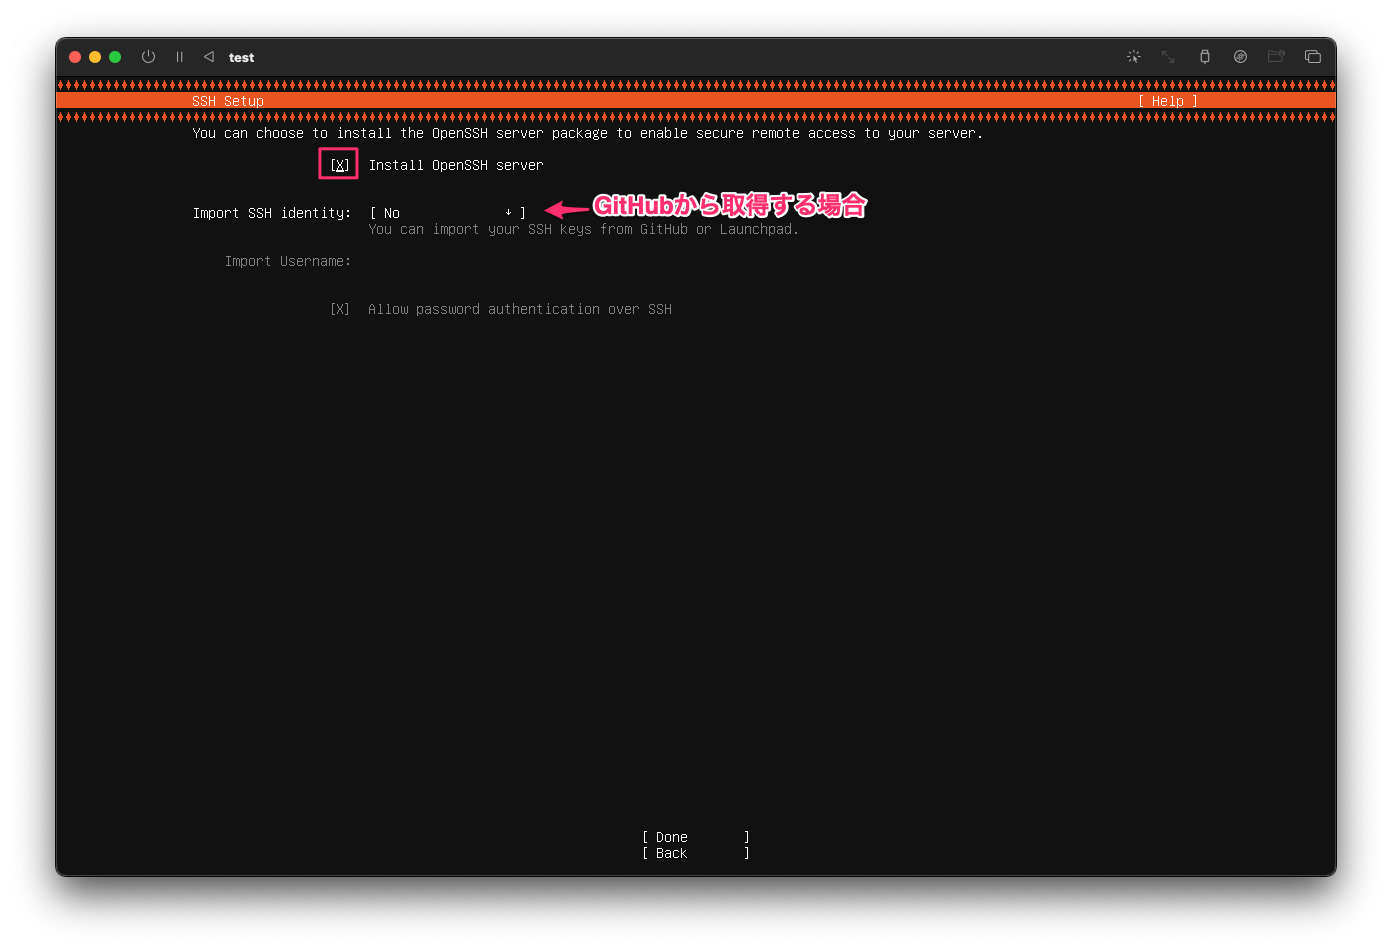 test
SSH Setup [ Help ]
You can choose to install the OpenSSH server package to enable secure remote access to your server.
[X] Install OpenSSH server
Import SSH identity: [ No ↓ ]
GitHubから取得する場合
You can import your SSH keys from GitHub or Launchpad.
Import Username:
[X] Allow password authentication over SSH
[ Done ]
[ Back ]